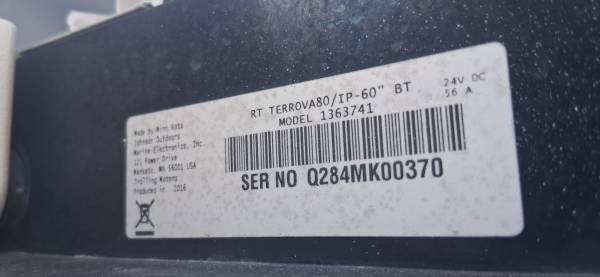 RT TERROVA80/IP-60" BT
MODEL 1363741
24V DC
56 A
Made By Minn Kota
Johnson Outdoors
Marine Electronics, Inc.
121 Power Drive
Mankato, MN 56001 USA
Trolling Motors
Produced in 2016
SER NO Q284MK00370